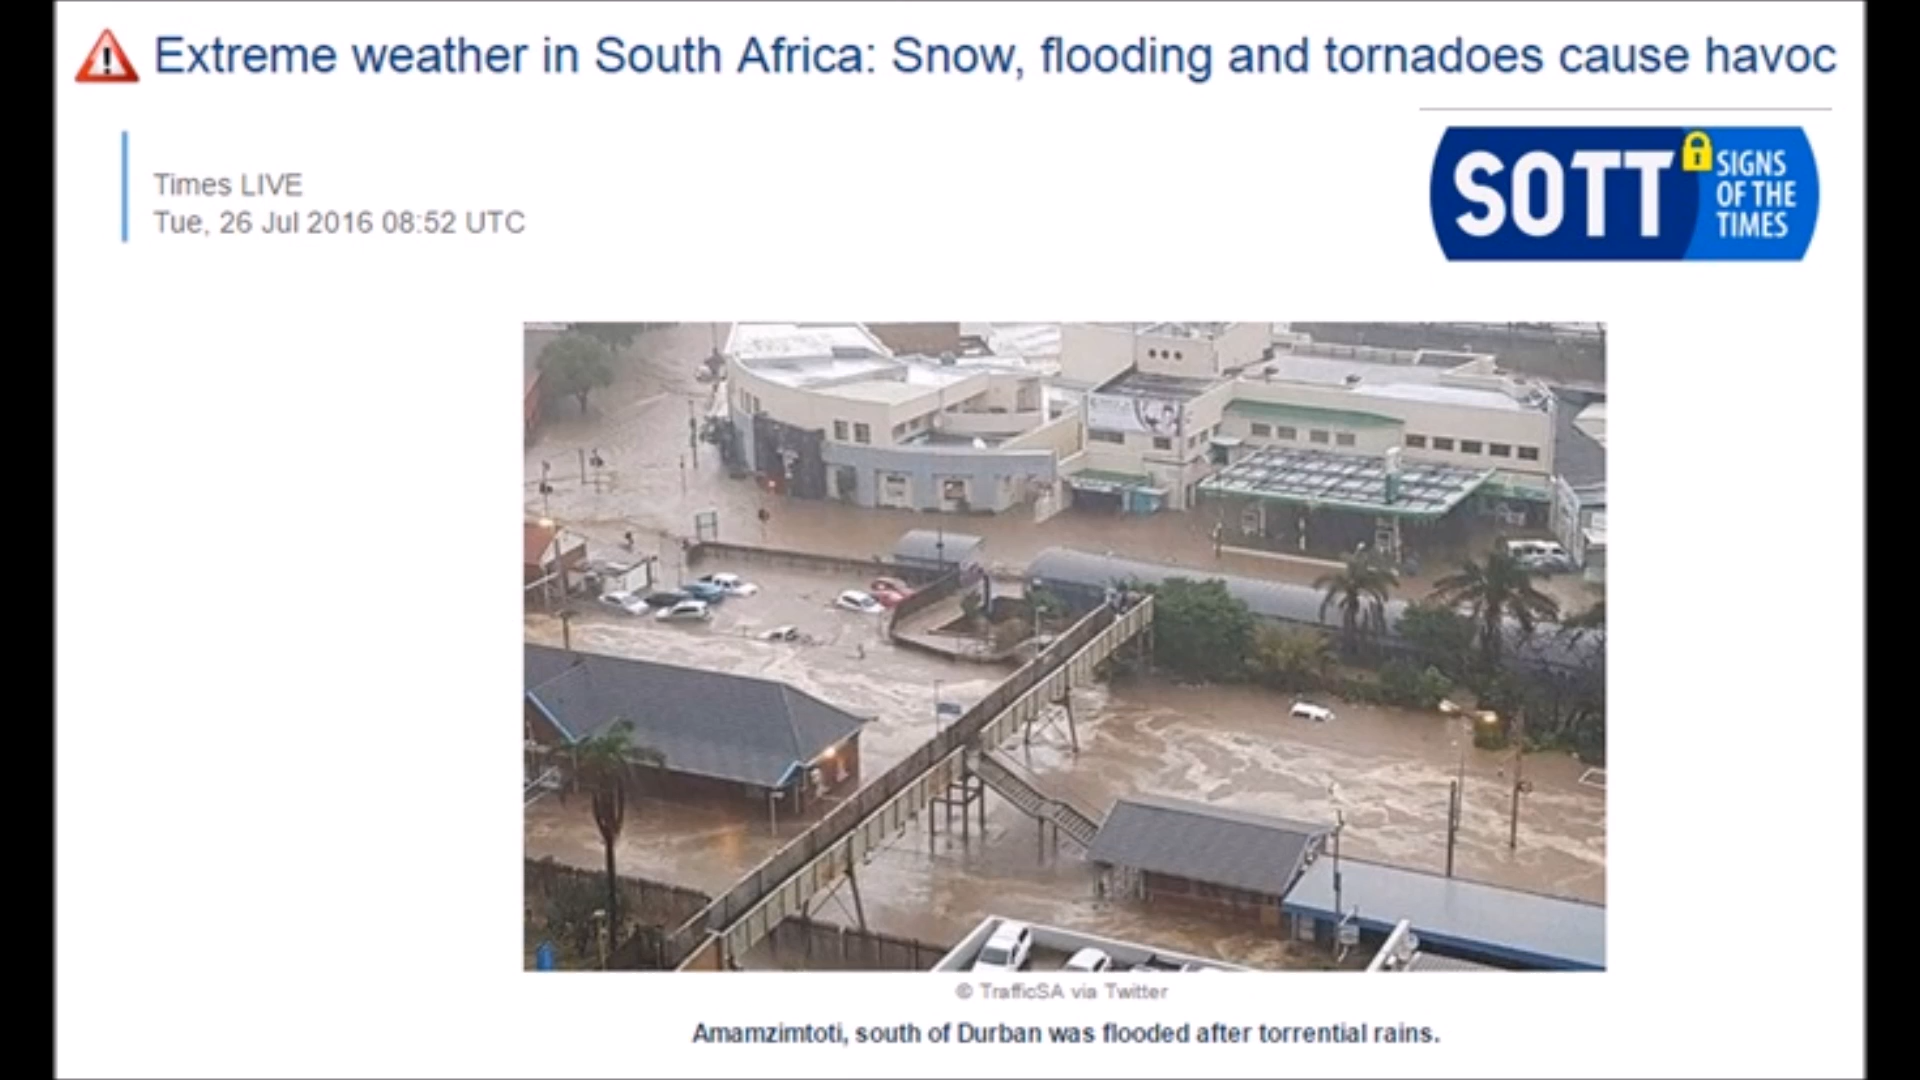 Extreme weather in South Africa: Snow, flooding and tornadoes cause havoc
Times LIVE
Tue, 26 Jul 2016 08:52 UTC
SOTT SIGNS
OF THE
TIMES
© TrafficSA via Twitter
Amamzimtoti, south of Durban was flooded after torrential rains.